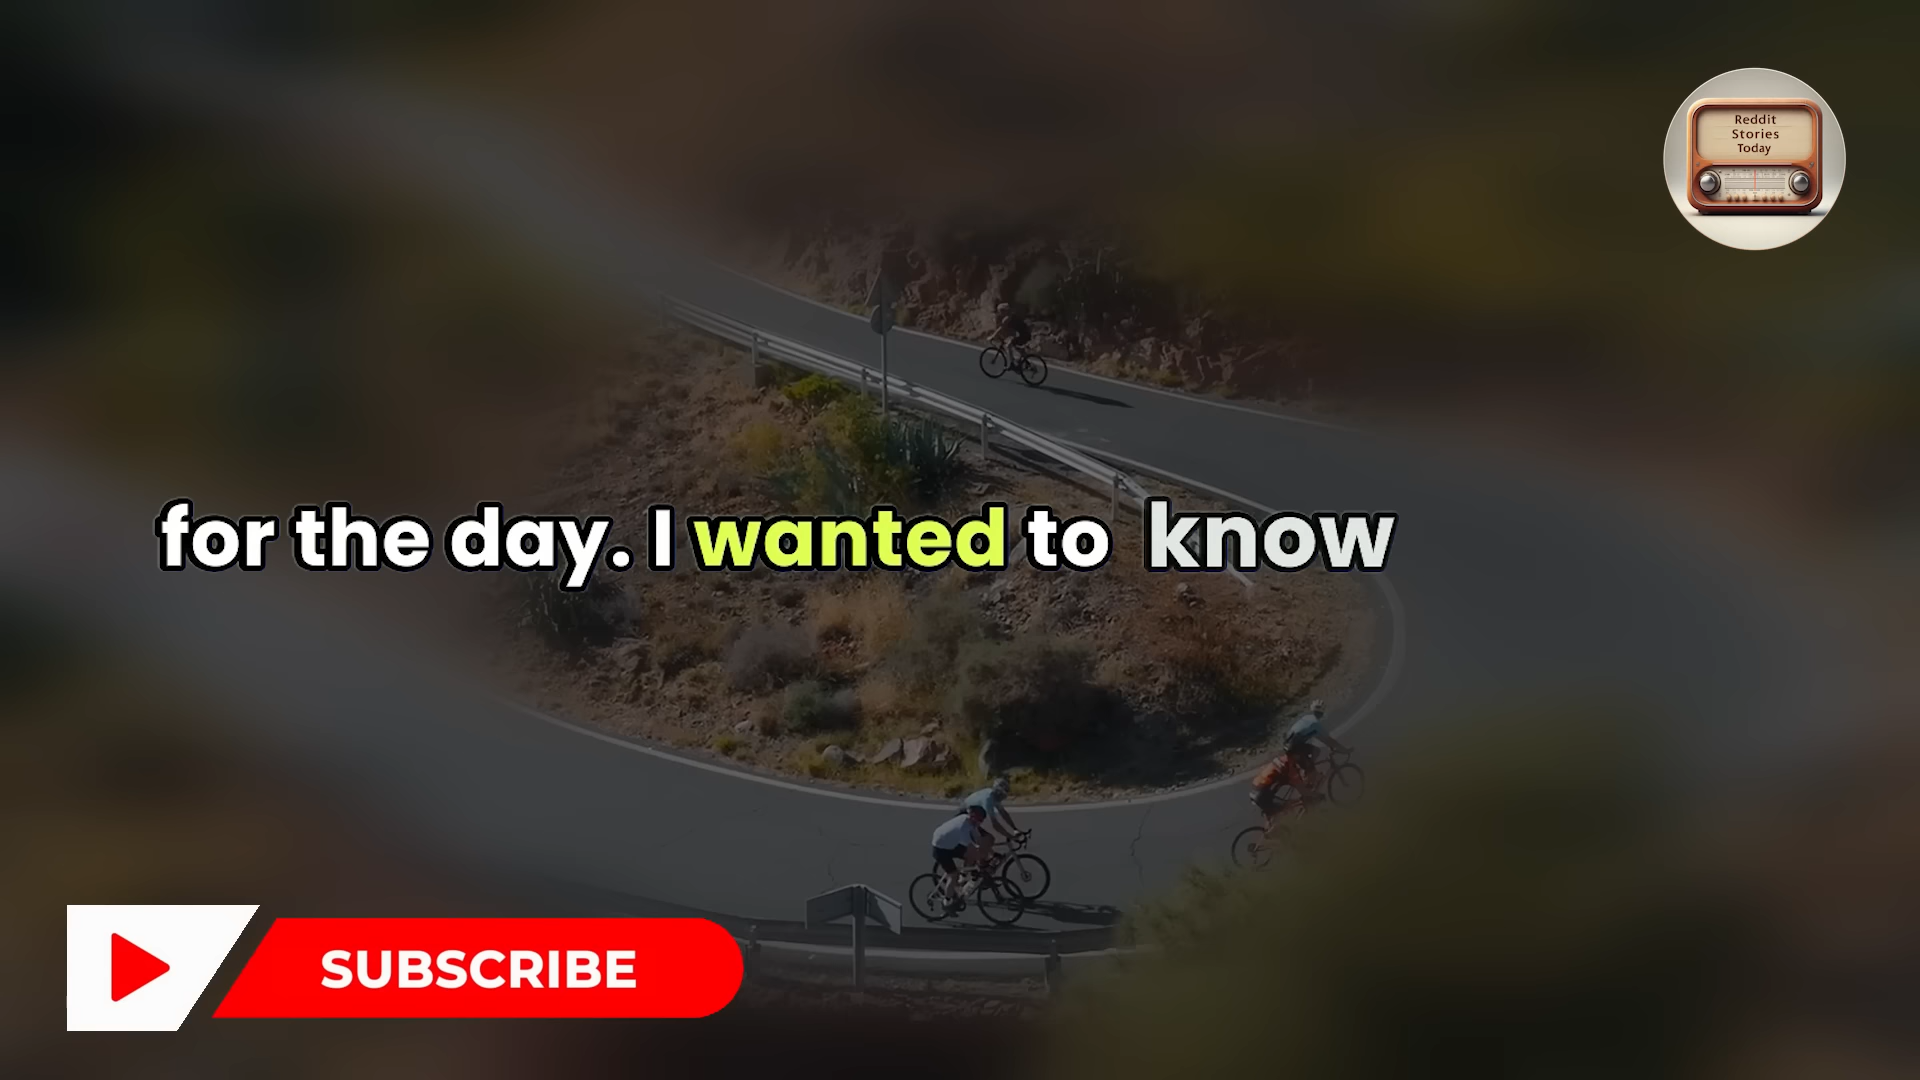 Reddit
Stories
Today
for the day. I wanted to know
SUBSCRIBE